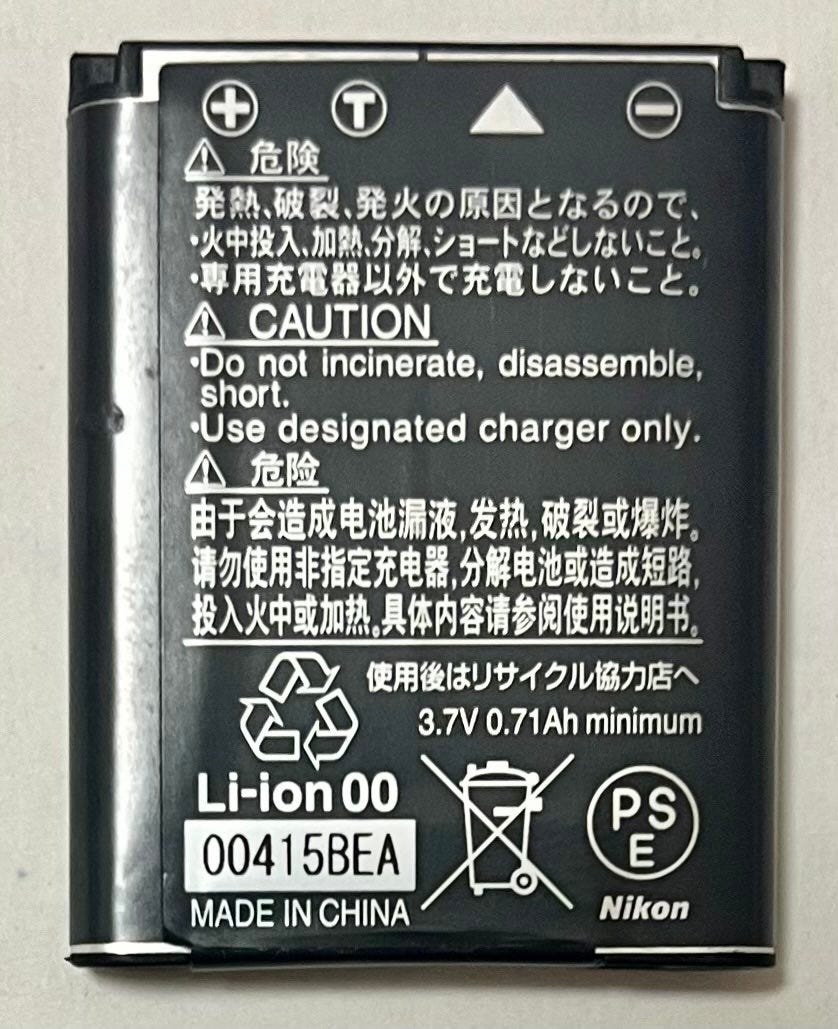 + T −
⚠ 危険
発熱、破裂、発火の原因となるので、
・火中投入、加熱、分解、ショートなどしないこと。
・専用充電器以外で充電しないこと。
⚠ CAUTION
·Do not incinerate, disassemble,
short.
·Use designated charger only.
⚠ 危险
由于会造成电池漏液,发热,破裂或爆炸。
请勿使用非指定充电器,分解电池或造成短路,
投入火中或加热。具体内容请参阅使用说明书。
使用後はリサイクル協力店へ
3.7V 0.71Ah minimum
Li-ion 00
00415BEA
MADE IN CHINA
PS
E
Nikon